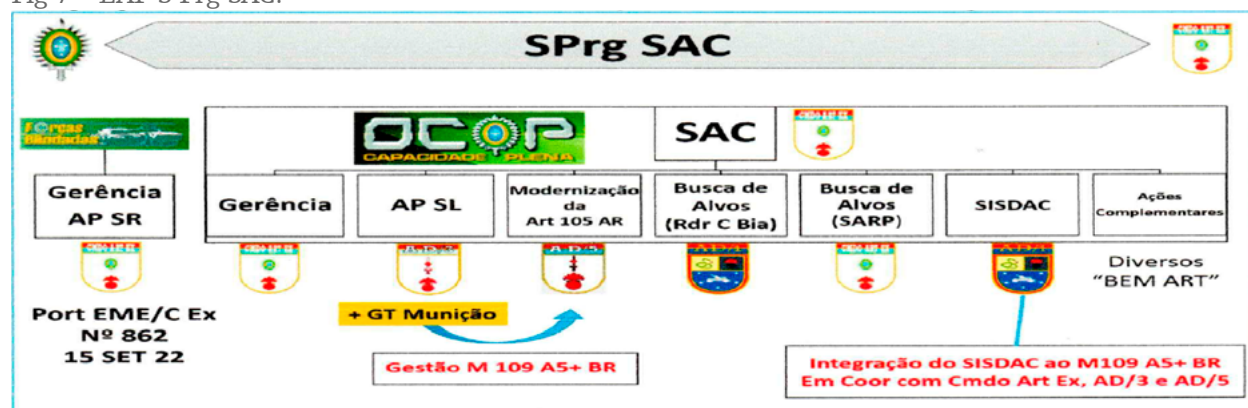 SPrg SAC
Forças
Blindadas
OCOP
CAPACIDADE PLENA
SAC
Gerência
AP SR
Gerência
AP SL
Modernização
da
Art 105 AR
Busca de
Alvos
(Rdr C Bia)
Busca de
Alvos
(SARP)
SISDAC
Ações
Complementares
A-D-3
A-D-5
Port EME/C Ex
Nº 862
15 SET 22
+ GT Munição
Diversos
"BEM ART"
Gestão M 109 A5+ BR
Integração do SISDAC ao M109 A5+ BR
Em Coor com Cmdo Art Ex, AD/3 e AD/5